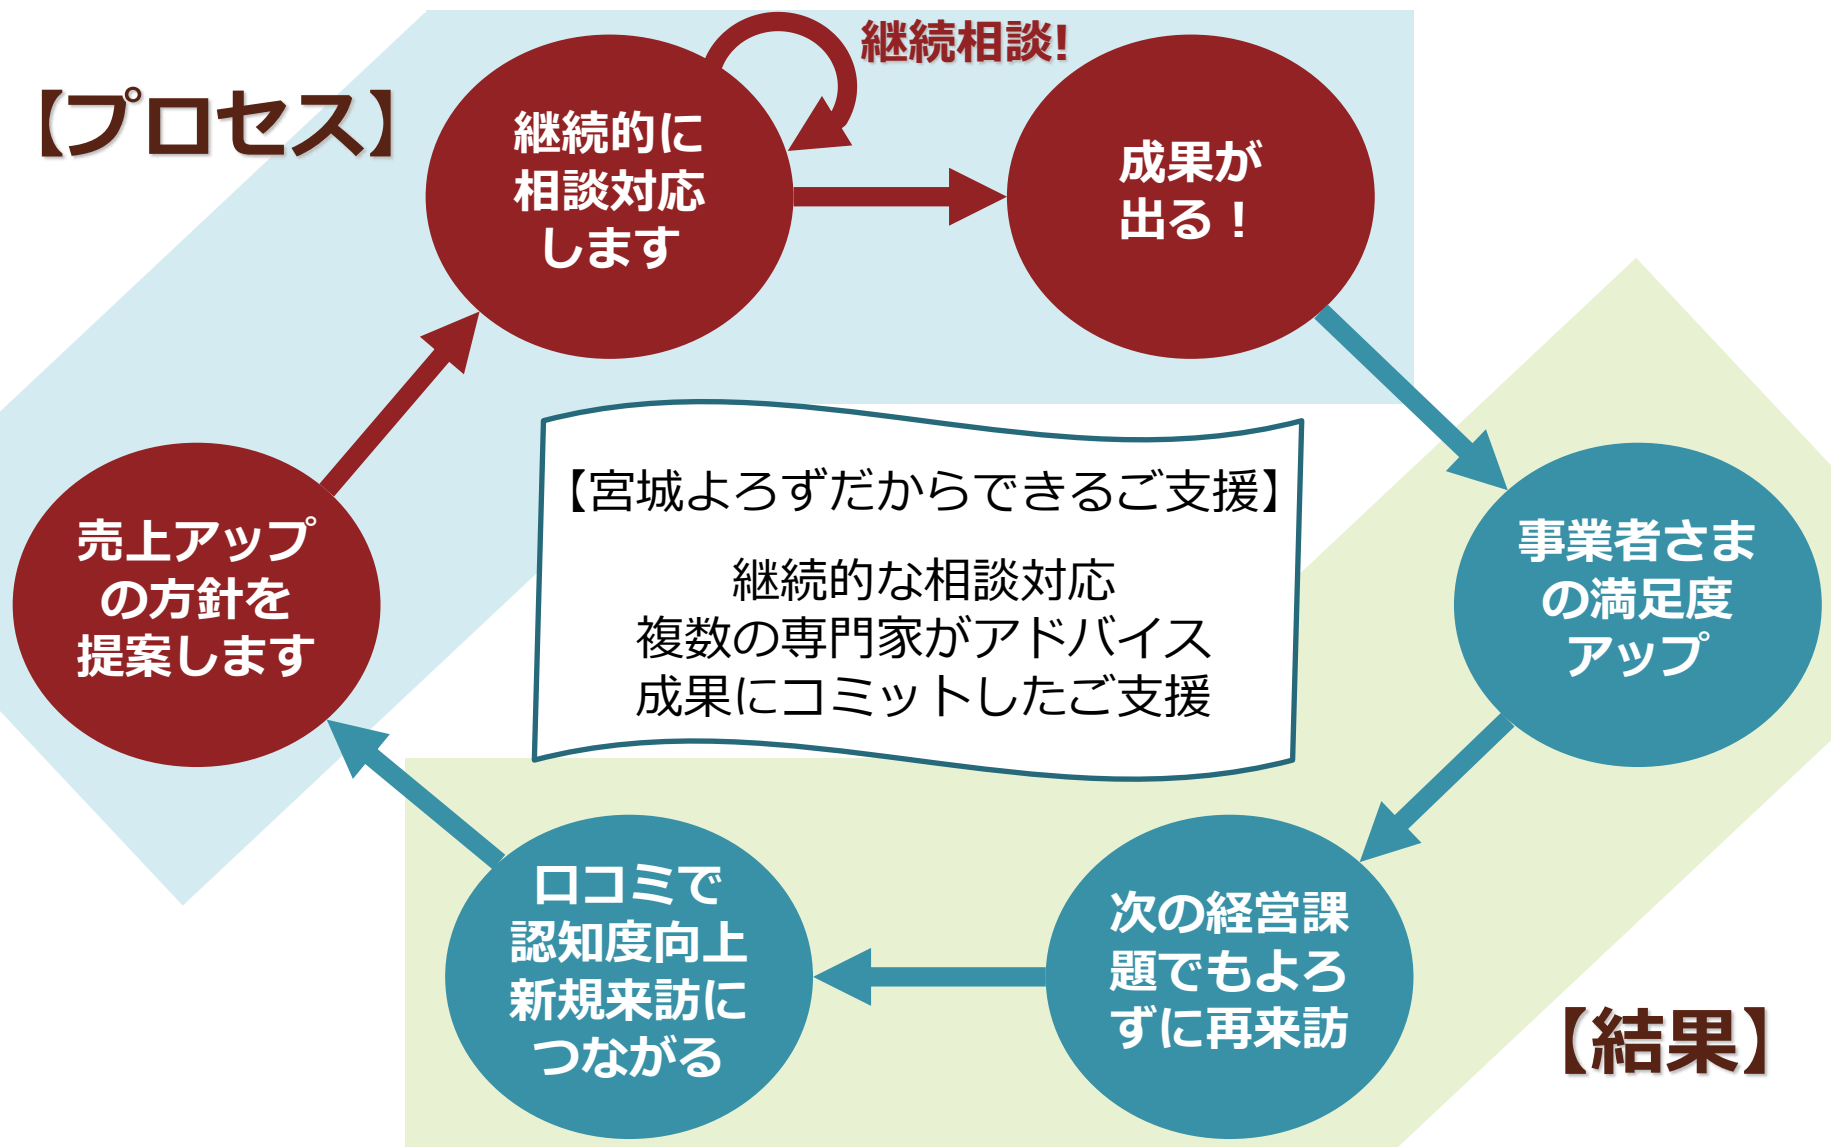 【プロセス】
継続相談!
継続的に
相談対応
します
成果が
出る！
売上アップ
の方針を
提案します
【宮城よろずだからできるご支援】
継続的な相談対応
複数の専門家がアドバイス
成果にコミットしたご支援
事業者さま
の満足度
アップ
次の経営課
題でもよろ
ずに再来訪
口コミで
認知度向上
新規来訪に
つながる
【結果】